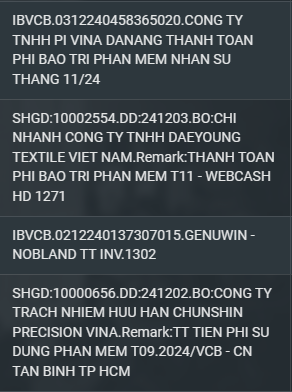 IBVCB.0312240458365020.CONG TY
TNHH PI VINA DANANG THANH TOAN
PHI BAO TRI PHAN MEM NHAN SU
THANG 11/24
SHGD:10002554.DD:241203.BO:CHI
NHANH CONG TY TNHH DAEYOUNG
TEXTILE VIET NAM.Remark:THANH TOAN
PHI BAO TRI PHAN MEM T11 - WEBCASH
HD 1271
IBVCB.0212240137307015.GENUWIN -
NOBLAND TT INV.1302
SHGD:10000656.DD:241202.BO:CONG TY
TRACH NHIEM HUU HAN CHUNSHIN
PRECISION VINA.Remark:TT TIEN PHI SU
DUNG PHAN MEM T09.2024/VCB - CN
TAN BINH TP HCM